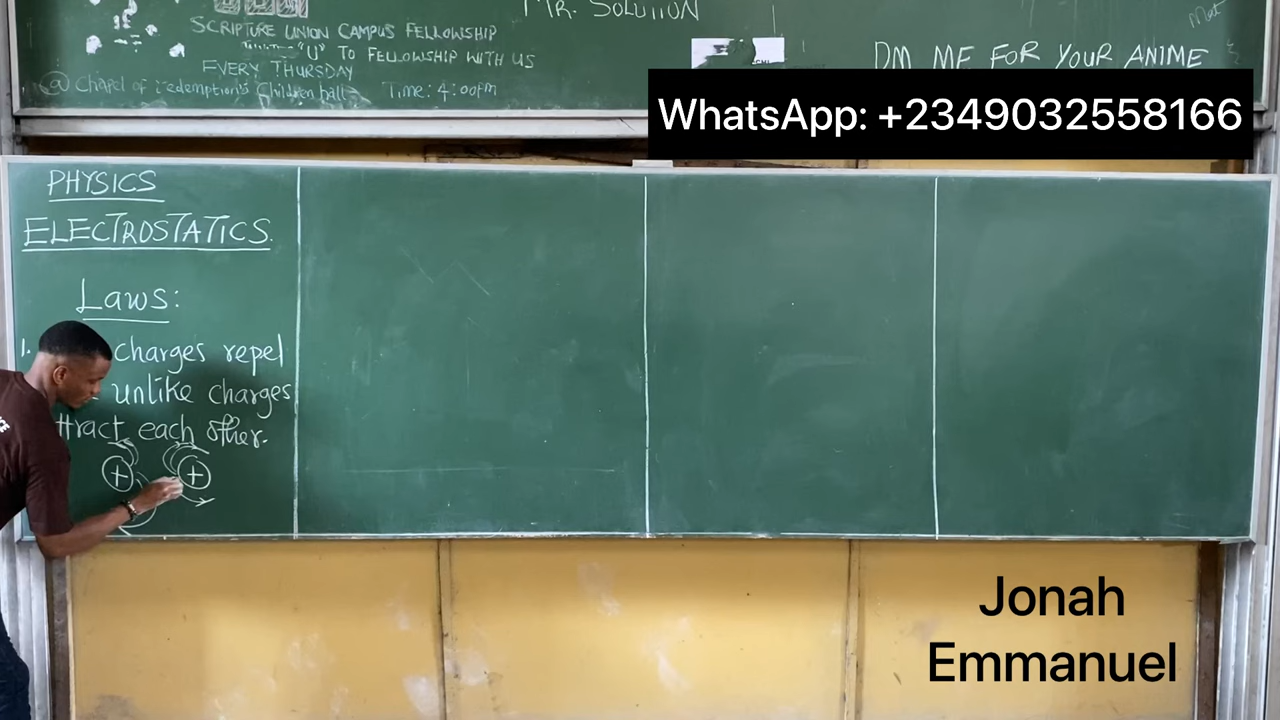 MR. SOLUTION
SCRIPTURE UNION CAMPUS FELLOWSHIP
"U" TO FELLOWSHIP WITH US
EVERY THURSDAY
@ Chapel of Redemption's Children hall Time: 4:00pm
DM ME FOR YOUR ANIME
WhatsApp: +2349032558166
PHYSICS
ELECTROSTATICS.
Laws:
1. charges repel
unlike charges
ttract each other.
+ +
Jonah
Emmanuel